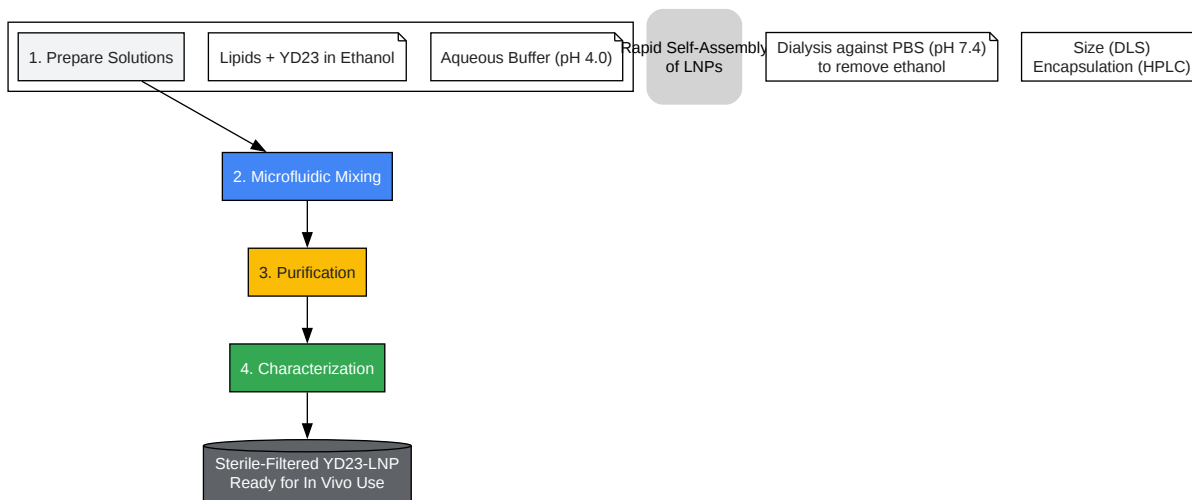 1. Prepare Solutions
Lipids + YD23 in Ethanol
Aqueous Buffer (pH 4.0)
Rapid Self-Assembly
of LNPs
Dialysis against PBS (pH 7.4)
to remove ethanol
Size (DLS)
Encapsulation (HPLC)
2. Microfluidic Mixing
3. Purification
4. Characterization
Sterile-Filtered YD23-LNP
Ready for In Vivo Use